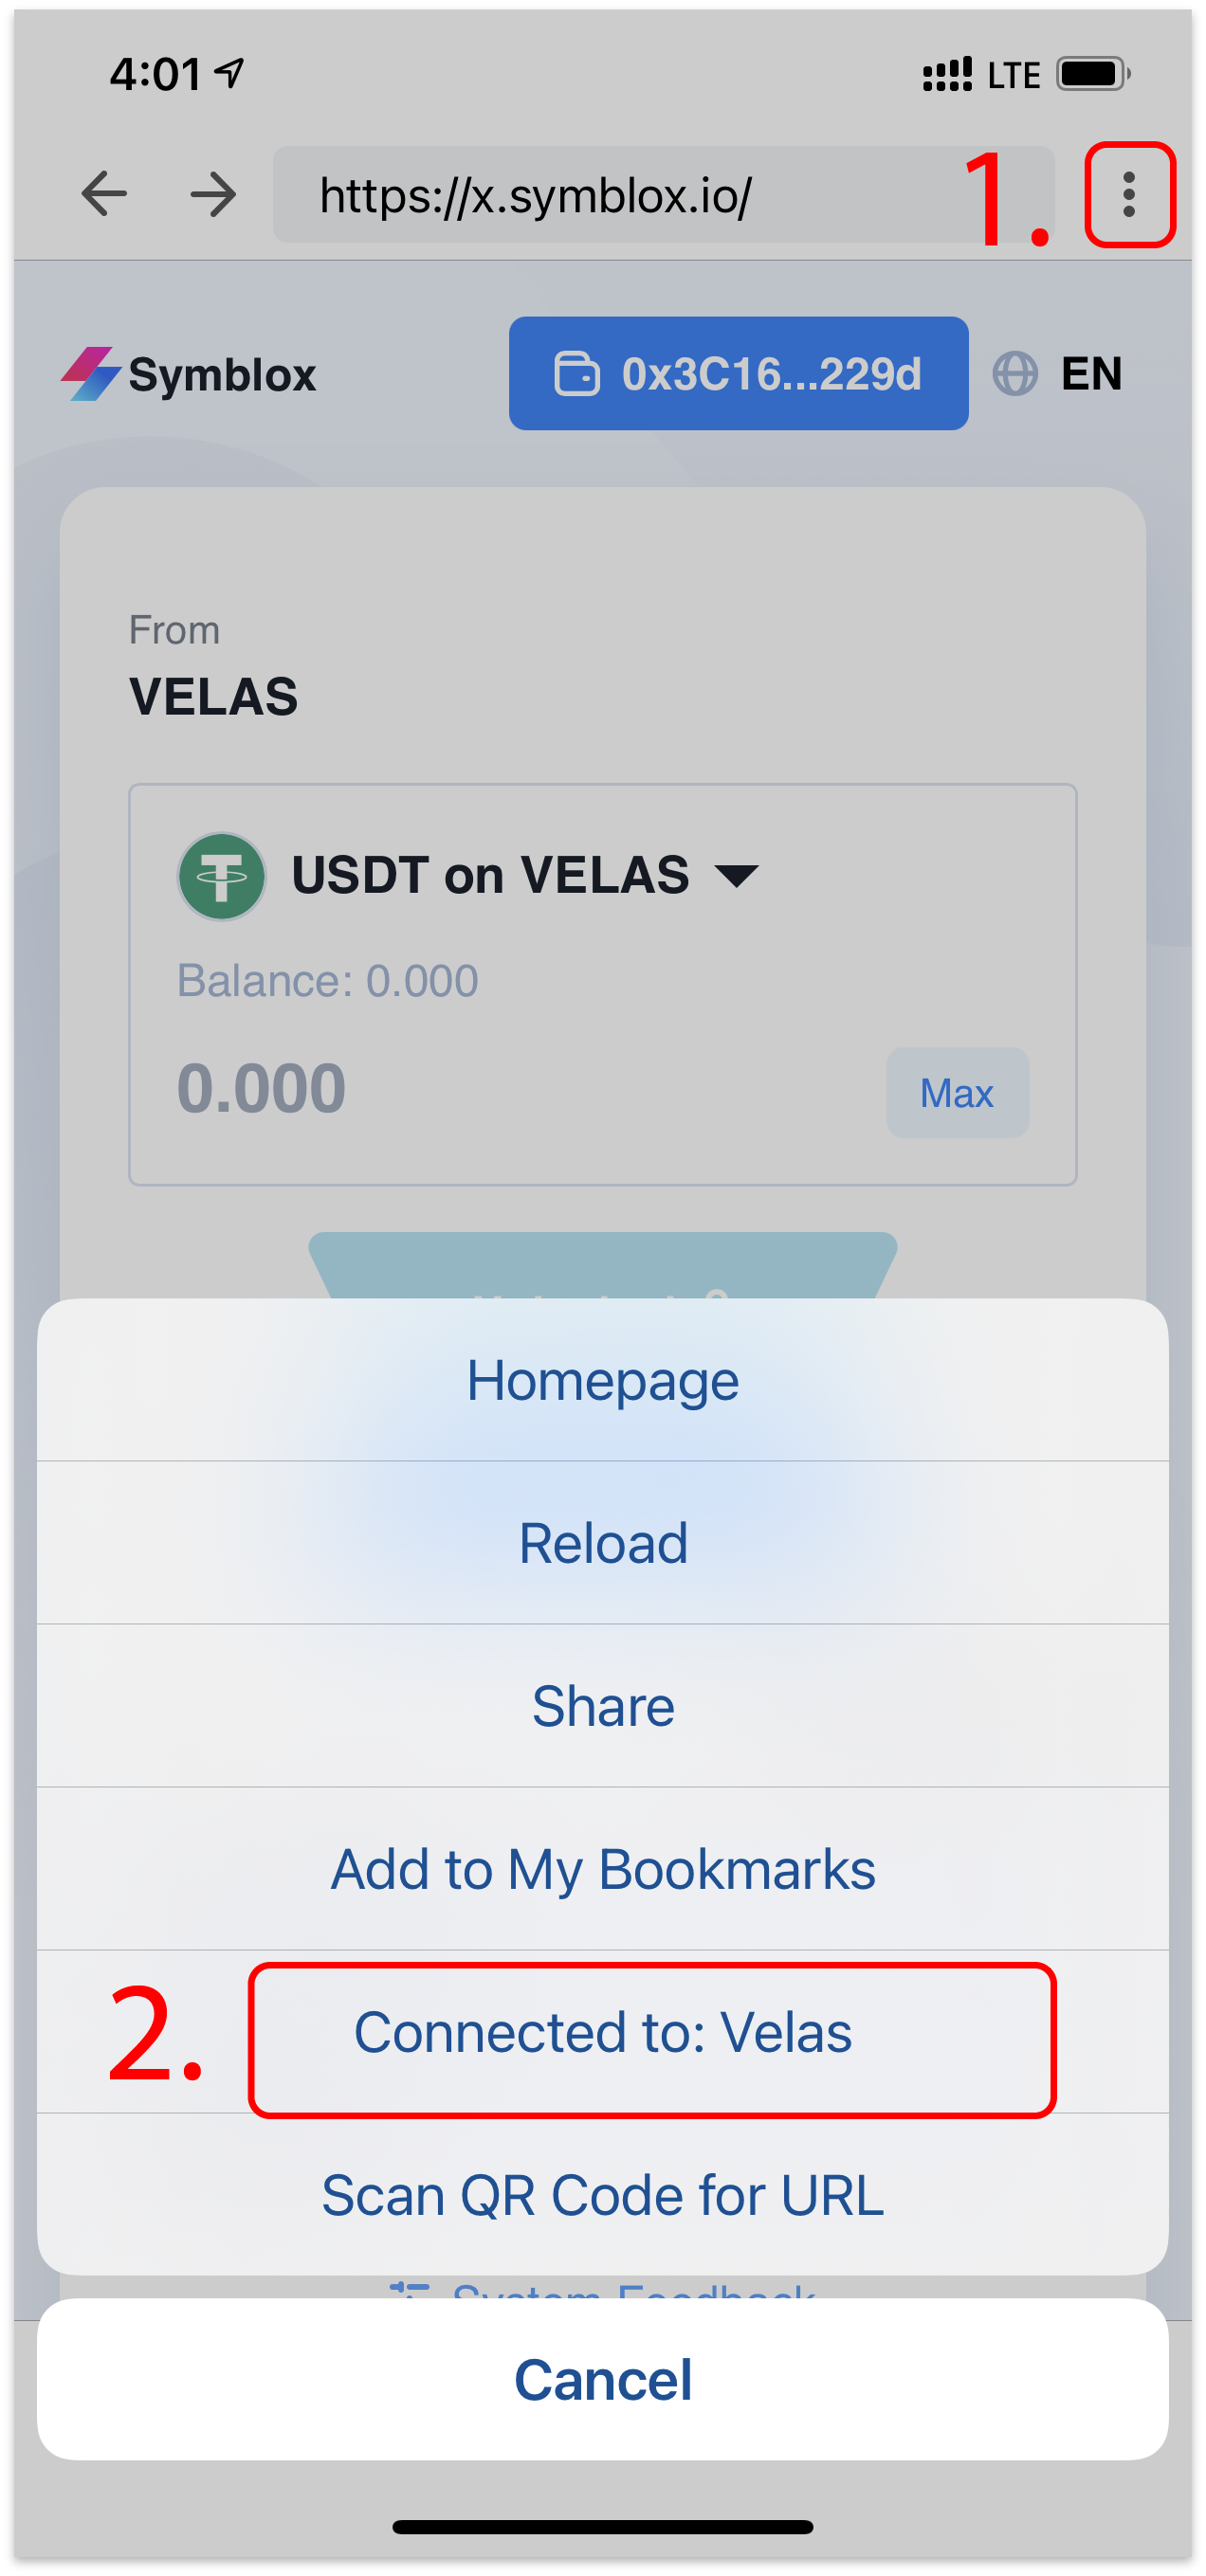 4:01 LTE
https://x.symblox.io/ 1.
Symblox 0x3C16...229d EN
From
VELAS
USDT on VELAS
Balance: 0.000
0.000 Max
Homepage
Reload
Share
Add to My Bookmarks
2. Connected to: Velas
Scan QR Code for URL
System Feedback
Cancel